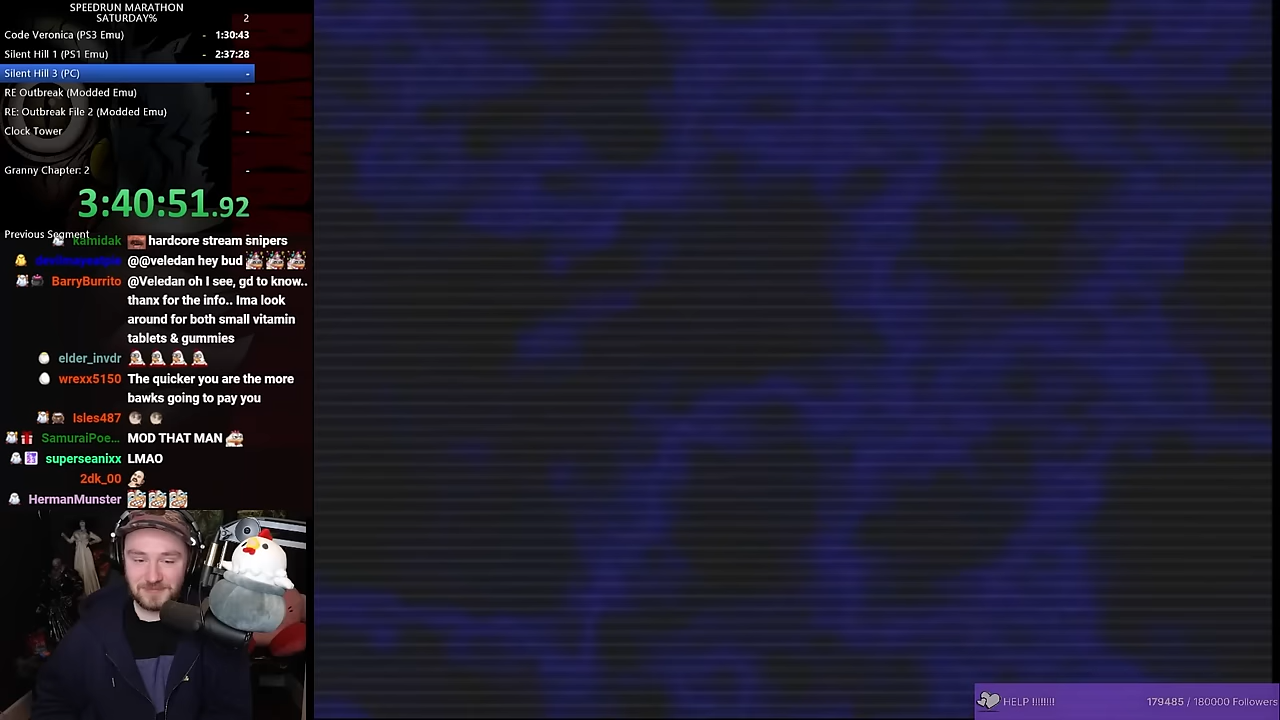 SPEEDRUN MARATHON
SATURDAY% 2
Code Veronica (PS3 Emu) - 1:30:43
Silent Hill 1 (PS1 Emu) - 2:37:28
Silent Hill 3 (PC) -
RE Outbreak (Modded Emu) -
RE: Outbreak File 2 (Modded Emu) -
Clock Tower -
Granny Chapter: 2 -
3:40:51.92
Previous Segment -
kamidak hardcore stream snipers
@@veledan hey bud
BarryBurrito @Veledan oh I see, gd to know..
thanx for the info.. Ima look
around for both small vitamin
tablets & gummies
elder_invdr
wrexx5150 The quicker you are the more
bawks going to pay you
Isles487
SamuraiPoe... MOD THAT MAN
superseanixx LMAO
2dk_00
HermanMunster
HELP !!!!!!!! 179485 / 180000 Followers